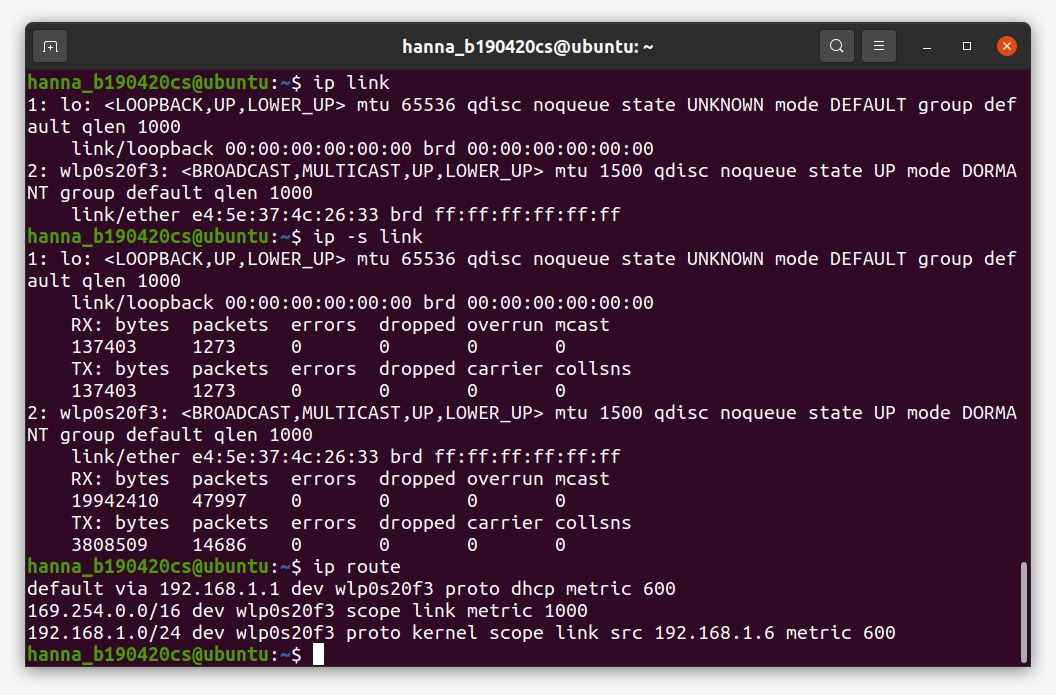 hanna_b190420cs@ubuntu: ~
hanna_b190420cs@ubuntu:~$ ip link
1: lo: <LOOPBACK,UP,LOWER_UP> mtu 65536 qdisc noqueue state UNKNOWN mode DEFAULT group def
ault qlen 1000
    link/loopback 00:00:00:00:00:00 brd 00:00:00:00:00:00
2: wlp0s20f3: <BROADCAST,MULTICAST,UP,LOWER_UP> mtu 1500 qdisc noqueue state UP mode DORMA
NT group default qlen 1000
    link/ether e4:5e:37:4c:26:33 brd ff:ff:ff:ff:ff:ff
hanna_b190420cs@ubuntu:~$ ip -s link
1: lo: <LOOPBACK,UP,LOWER_UP> mtu 65536 qdisc noqueue state UNKNOWN mode DEFAULT group def
ault qlen 1000
    link/loopback 00:00:00:00:00:00 brd 00:00:00:00:00:00
    RX: bytes  packets  errors  dropped overrun mcast
    137403     1273     0       0       0       0
    TX: bytes  packets  errors  dropped carrier collsns
    137403     1273     0       0       0       0
2: wlp0s20f3: <BROADCAST,MULTICAST,UP,LOWER_UP> mtu 1500 qdisc noqueue state UP mode DORMA
NT group default qlen 1000
    link/ether e4:5e:37:4c:26:33 brd ff:ff:ff:ff:ff:ff
    RX: bytes  packets  errors  dropped overrun mcast
    19942410   47997    0       0       0       0
    TX: bytes  packets  errors  dropped carrier collsns
    3808509    14686    0       0       0       0
hanna_b190420cs@ubuntu:~$ ip route
default via 192.168.1.1 dev wlp0s20f3 proto dhcp metric 600
169.254.0.0/16 dev wlp0s20f3 scope link metric 1000
192.168.1.0/24 dev wlp0s20f3 proto kernel scope link src 192.168.1.6 metric 600
hanna_b190420cs@ubuntu:~$